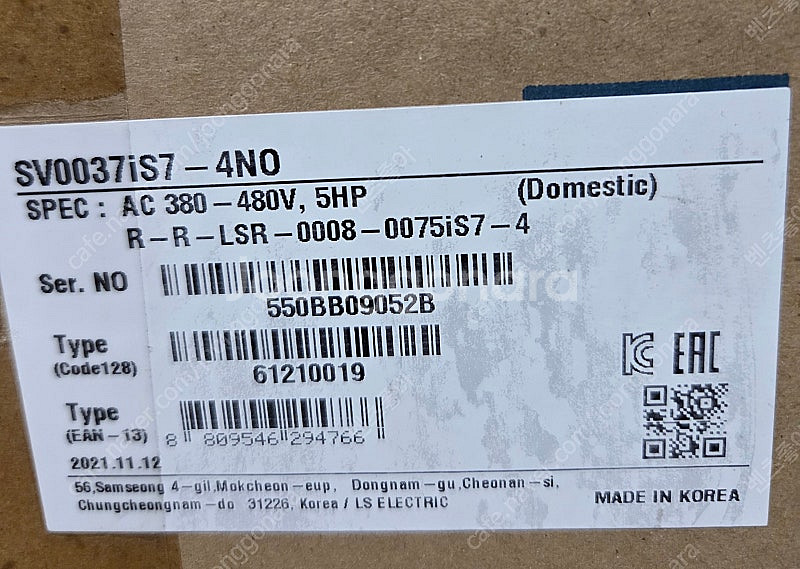 SV0037iS7-4NO
SPEC : AC 380-480V, 5HP (Domestic)
R-R-LSR-0008-0075iS7-4
Ser. NO
550BB09052B
Type
(Code128)
61210019
Type
(EAN-13)
8 809546 294766
2021.11.12
EAC
56,Samseong 4-gil,Mokcheon-eup, Dongnam-gu,Cheonan-si,
Chungcheongnam-do 31226, Korea / LS ELECTRIC
MADE IN KOREA
Joonggonara